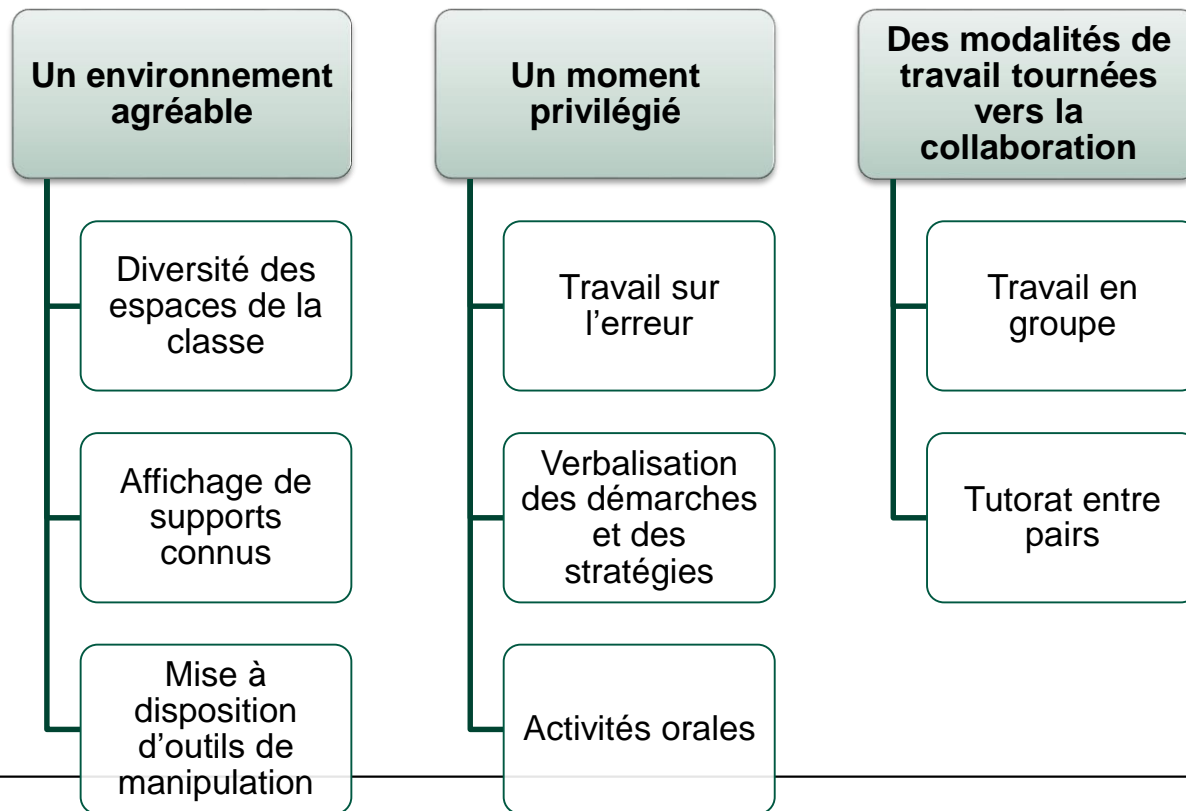 Un environnement
agréable
Diversité des
espaces de la
classe
Affichage de
supports
connus
Mise à
disposition
d’outils de
manipulation
Un moment
privilégié
Travail sur
l’erreur
Verbalisation
des démarches
et des
stratégies
Activités orales
Des modalités de
travail tournées
vers la
collaboration
Travail en
groupe
Tutorat entre
pairs